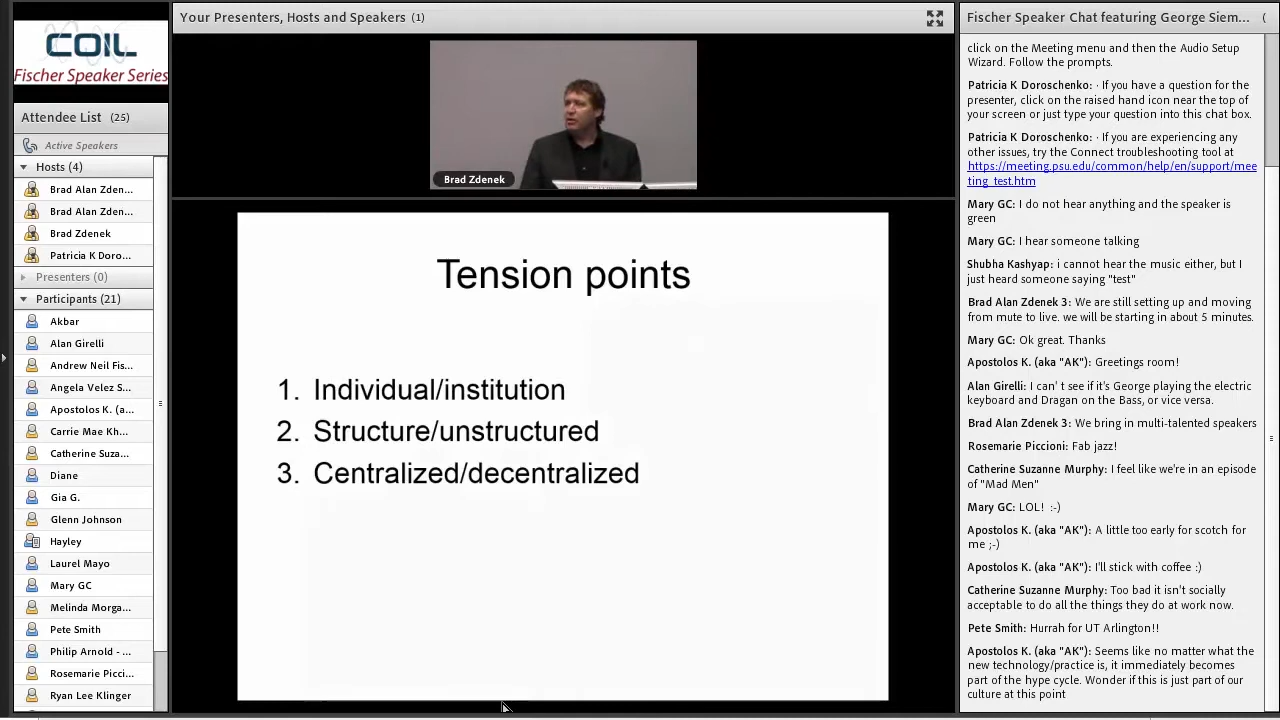 COIL
Fischer Speaker Series
Attendee List (25)
Active Speakers
Hosts (4)
Brad Alan Zden...
Brad Alan Zden...
Brad Zdenek
Patricia K Doro...
Presenters (0)
Participants (21)
Akbar
Alan Girelli
Andrew Neil Fis...
Angela Velez S...
Apostolos K. (a...
Carrie Mae Kh...
Catherine Suza...
Diane
Gia G.
Glenn Johnson
Hayley
Laurel Mayo
Mary GC
Melinda Morga...
Pete Smith
Philip Arnold - ...
Rosemarie Picci...
Ryan Lee Klinger
Your Presenters, Hosts and Speakers (1)
Brad Zdenek
Tension points
1. Individual/institution
2. Structure/unstructured
3. Centralized/decentralized
Fischer Speaker Chat featuring George Siem... (
click on the Meeting menu and then the Audio Setup
Wizard. Follow the prompts.
Patricia K Doroschenko: · If you have a question for the
presenter, click on the raised hand icon near the top of
your screen or just type your question into this chat box.
Patricia K Doroschenko: · If you are experiencing any
other issues, try the Connect troubleshooting tool at
https://meeting.psu.edu/common/help/en/support/mee
ting_test.htm
Mary GC: I do not hear anything and the speaker is
green
Mary GC: I hear someone talking
Shubha Kashyap: i cannot hear the music either, but I
just heard someone saying "test"
Brad Alan Zdenek 3: We are still setting up and moving
from mute to live. we will be starting in about 5 minutes.
Mary GC: Ok great. Thanks
Apostolos K. (aka "AK"): Greetings room!
Alan Girelli: I can' t see if it's George playing the electric
keyboard and Dragan on the Bass, or vice versa.
Brad Alan Zdenek 3: We bring in multi-talented speakers
Rosemarie Piccioni: Fab jazz!
Catherine Suzanne Murphy: I feel like we're in an episode
of "Mad Men"
Mary GC: LOL! :-)
Apostolos K. (aka "AK"): A little too early for scotch for
me ;-)
Apostolos K. (aka "AK"): I'll stick with coffee :)
Catherine Suzanne Murphy: Too bad it isn't socially
acceptable to do all the things they do at work now.
Pete Smith: Hurrah for UT Arlington!!
Apostolos K. (aka "AK"): Seems like no matter what the
new technology/practice is, it immediately becomes
part of the hype cycle. Wonder if this is just part of our
culture at this point